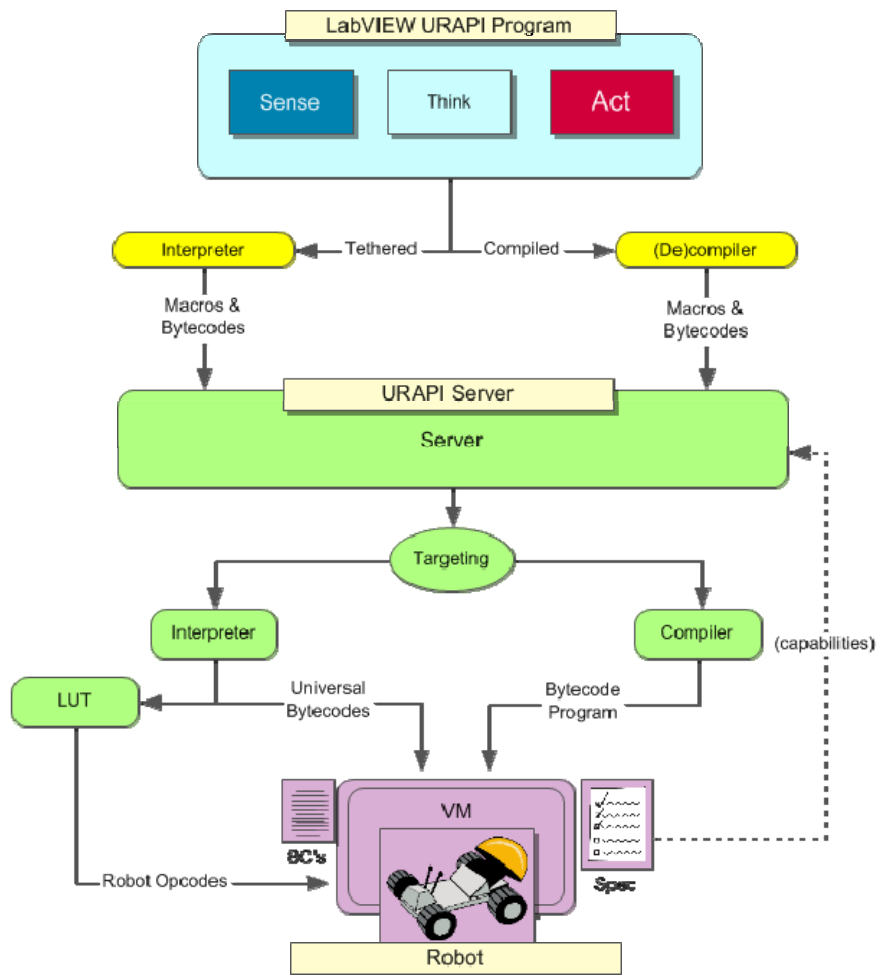 LabVIEW URAPI Program
Sense
Think
Act
Interpreter
Tethered
Compiled
(De)compiler
Macros &
Bytecodes
Macros &
Bytecodes
URAPI Server
Server
Targeting
Interpreter
Compiler
(capabilities)
LUT
Universal
Bytecodes
Bytecode
Program
VM
BC's
Spec
Robot Opcodes
Robot